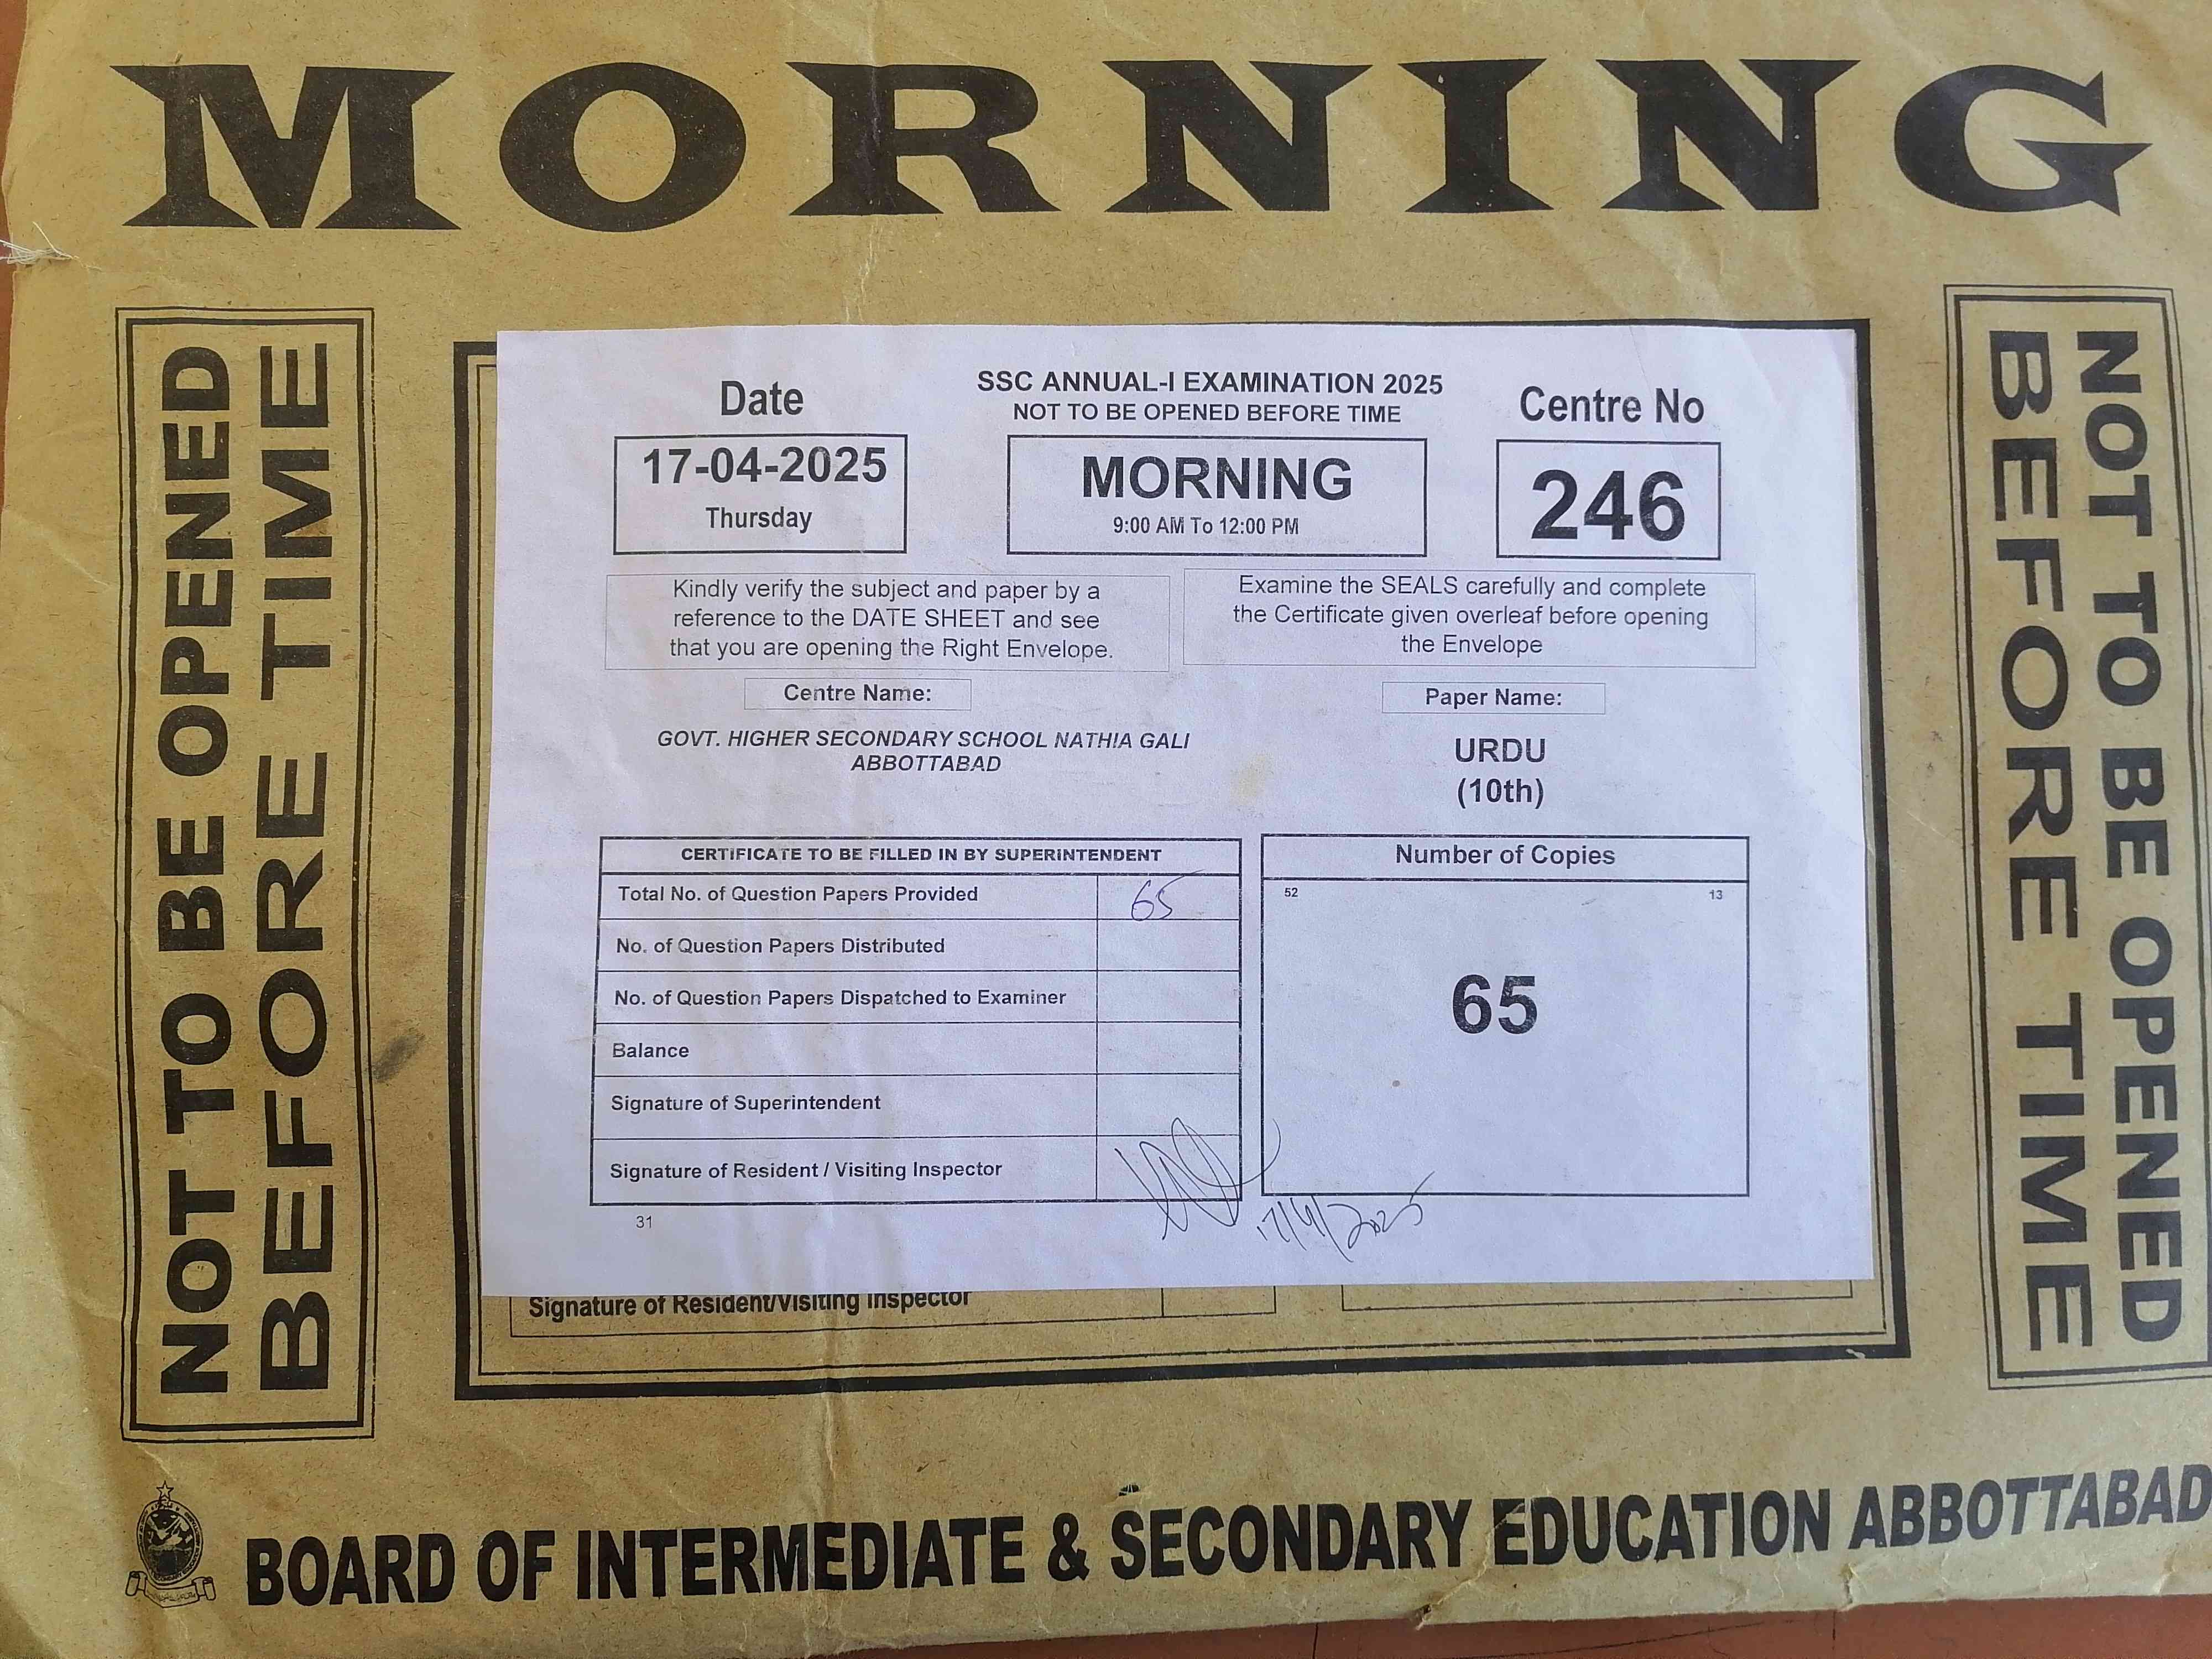 MORNING
NOT TO BE OPENED
BEFORE TIME
Date
17-04-2025
Thursday
SSC ANNUAL-I EXAMINATION 2025
NOT TO BE OPENED BEFORE TIME
MORNING
9:00 AM To 12:00 PM
Centre No
246
Kindly verify the subject and paper by a
reference to the DATE SHEET and see
that you are opening the Right Envelope.
Examine the SEALS carefully and complete
the Certificate given overleaf before opening
the Envelope
Centre Name:
GOVT. HIGHER SECONDARY SCHOOL NATHIA GALI
ABBOTTABAD
Paper Name:
URDU
(10th)
CERTIFICATE TO BE FILLED IN BY SUPERINTENDENT
Total No. of Question Papers Provided 65
No. of Question Papers Distributed
No. of Question Papers Dispatched to Examiner
Balance
Signature of Superintendent
Signature of Resident / Visiting Inspector
17/4/2025
31
Number of Copies
52 13
65
Signature of Resident/Visiting Inspector
NOT TO BE OPENED
BEFORE TIME
BOARD OF INTERMEDIATE & SECONDARY EDUCATION ABBOTTABAD